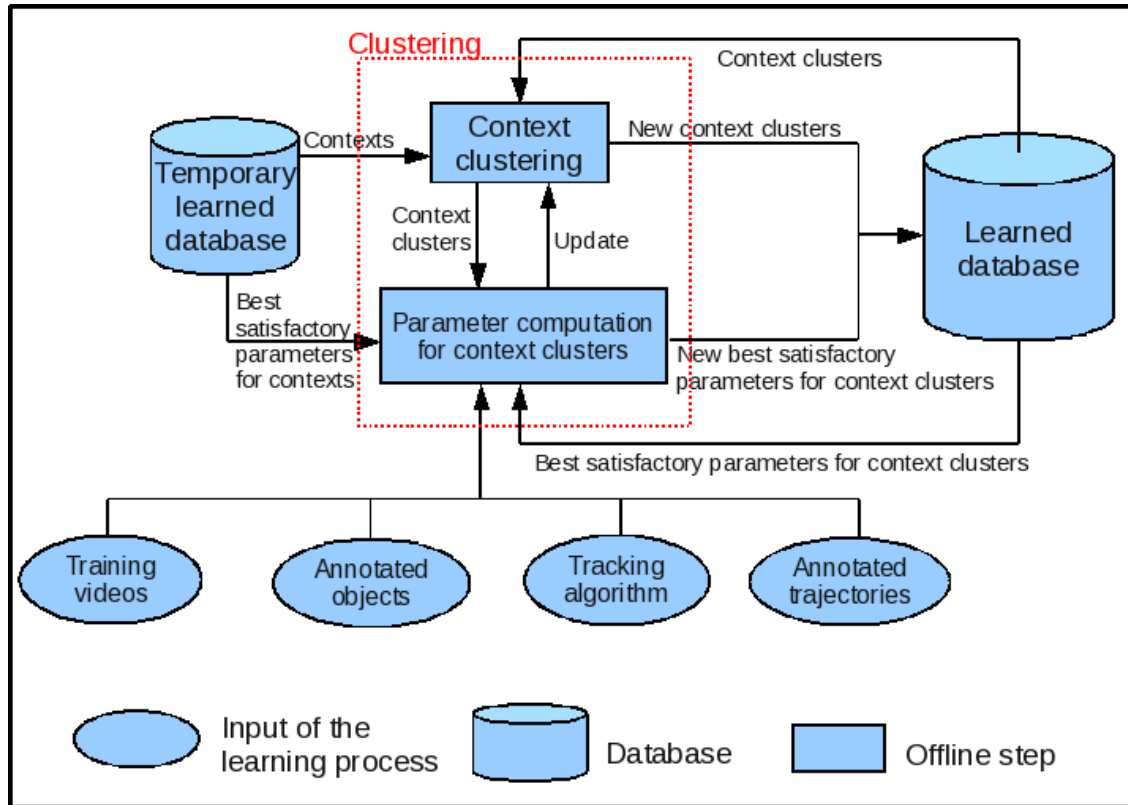 Clustering
Context clusters
Contexts
Context
clustering
New context clusters
Temporary
learned
database
Context
clusters
Update
Learned
database
Best
satisfactory
parameters
for contexts
Parameter computation
for context clusters
New best satisfactory
parameters for context clusters
Best satisfactory parameters for context clusters
Training
videos
Annotated
objects
Tracking
algorithm
Annotated
trajectories
Input of the
learning process
Database
Offline step